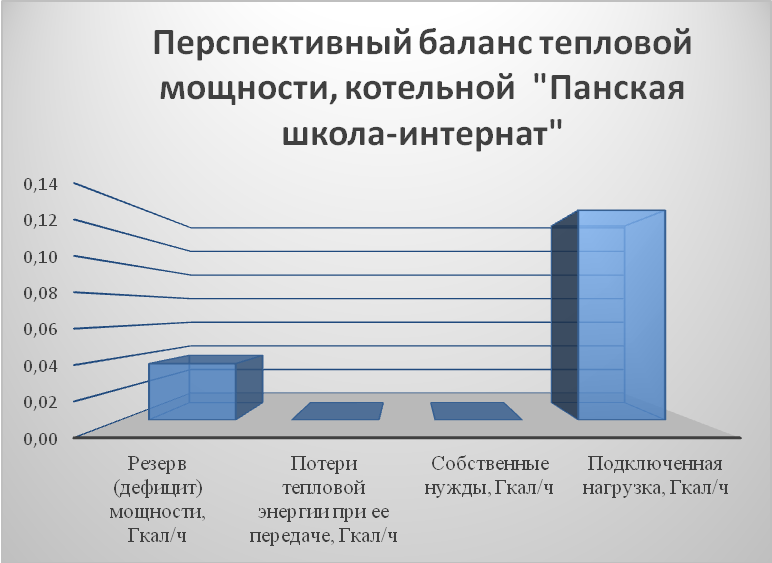 Перспективный баланс тепловой
мощности, котельной "Панская
школа-интернат"
0,14
0,12
0,10
0,08
0,06
0,04
0,02
0,00
Резерв
(дефицит)
мощности,
Гкал/ч
Потери
тепловой
энергии при ее
передаче, Гкал/ч
Собственные
нужды, Гкал/ч
Подключенная
нагрузка, Гкал/ч